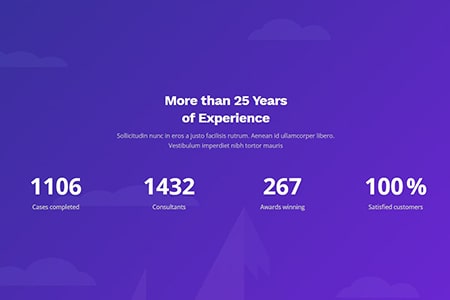 More than 25 Years
of Experience
Sollicitudin nunc in eros a justo facilisis rutrum. Aenean id ullamcorper libero.
Vestibulum imperdiet nibh tortor mauris
1106 1432 267 100 %
Cases completed Consultants Awards winning Satisfied customers